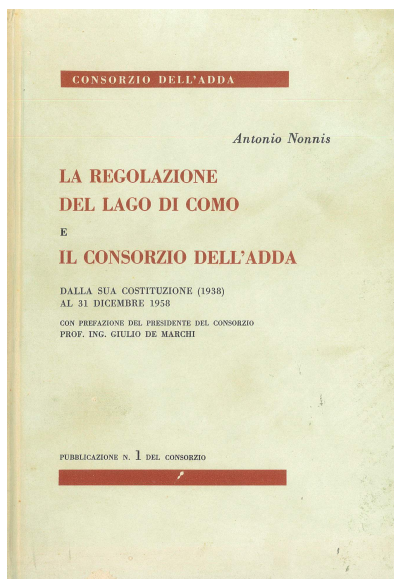 CONSORZIO DELL'ADDA
Antonio Nonnis
LA REGOLAZIONE
DEL LAGO DI COMO
E
IL CONSORZIO DELL'ADDA
DALLA SUA COSTITUZIONE (1938)
AL 31 DICEMBRE 1958
CON PREFAZIONE DEL PRESIDENTE DEL CONSORZIO
PROF. ING. GIULIO DE MARCHI
PUBBLICAZIONE N. 1 DEL CONSORZIO